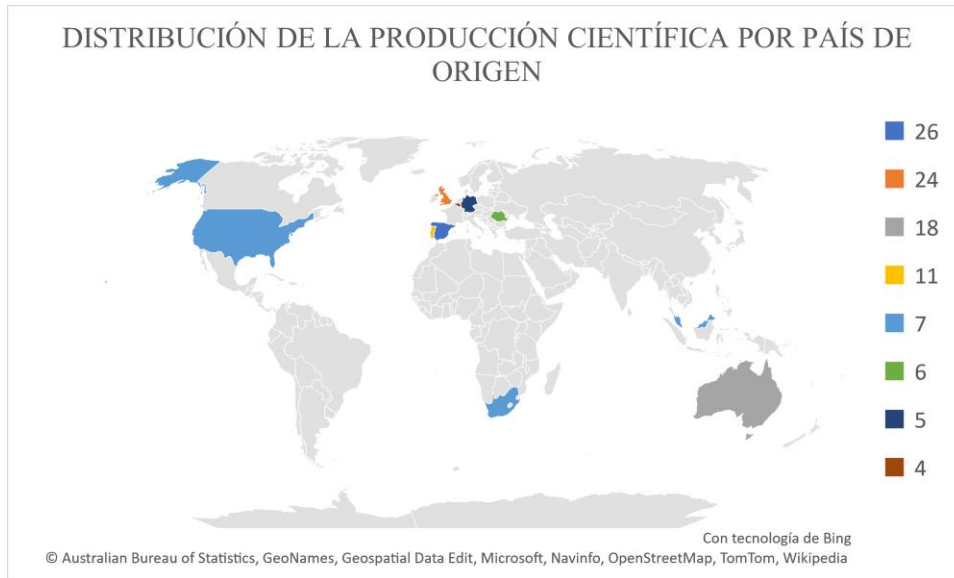 DISTRIBUCIÓN DE LA PRODUCCIÓN CIENTÍFICA POR PAÍS DE
ORIGEN
26
24
18
11
7
6
5
4
Con tecnología de Bing
© Australian Bureau of Statistics, GeoNames, Geospatial Data Edit, Microsoft, Navinfo, OpenStreetMap, TomTom, Wikipedia